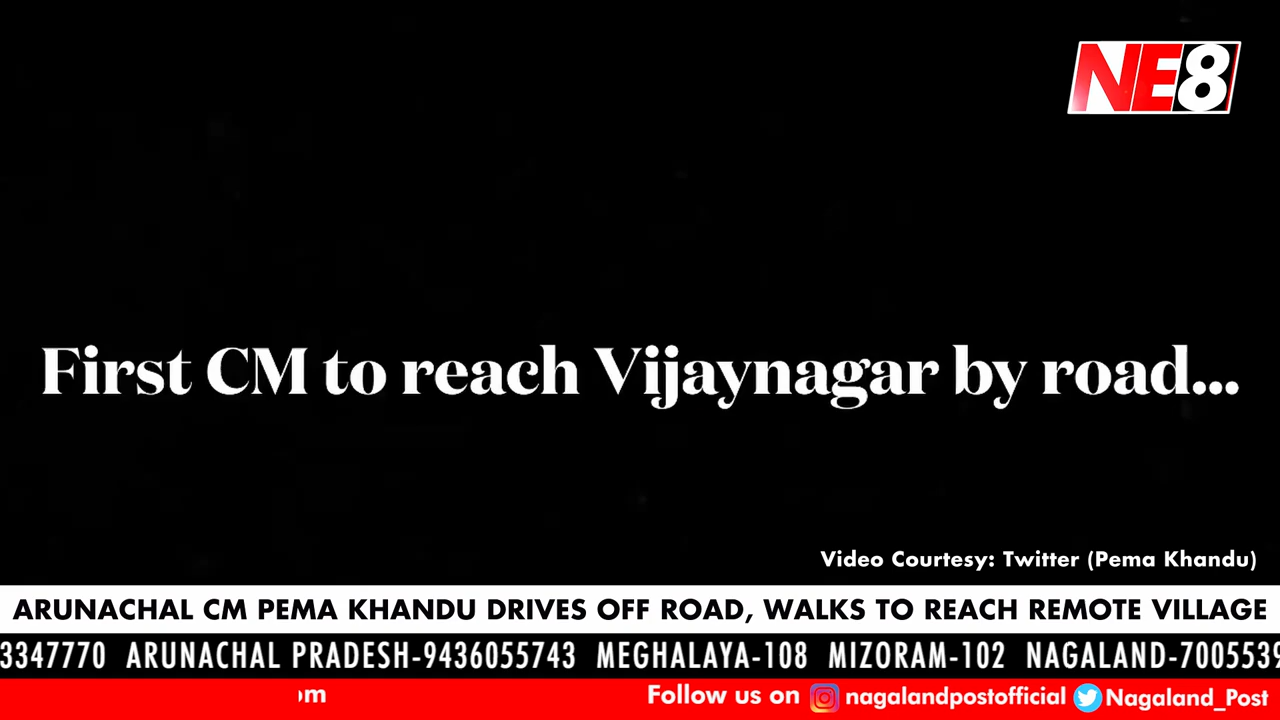 NE8
First CM to reach Vijaynagar by road...
Video Courtesy: Twitter (Pema Khandu)
ARUNACHAL CM PEMA KHANDU DRIVES OFF ROAD, WALKS TO REACH REMOTE VILLAGE
3347770 ARUNACHAL PRADESH-9436055743 MEGHALAYA-108 MIZORAM-102 NAGALAND-7005539
om Follow us on nagalandpostofficial Nagaland_Post